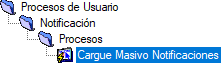 Procesos de Usuario
Notificación
Procesos
Cargue Masivo Notificaciones